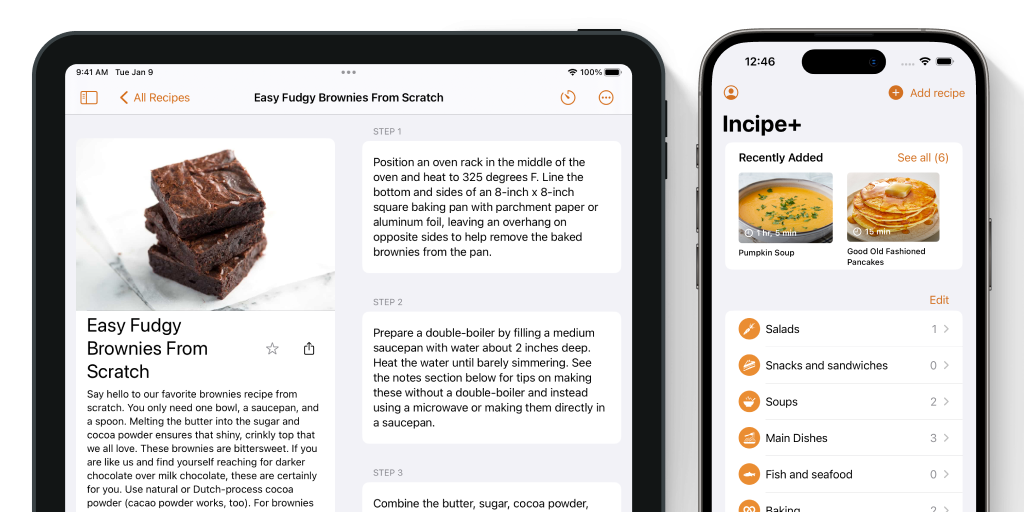 9:41 AM Tue Jan 9
100%
All Recipes
Easy Fudgy Brownies From Scratch
Easy Fudgy
Brownies From
Scratch
Say hello to our favorite brownies recipe from
scratch. You only need one bowl, a saucepan, and
a spoon. Melting the butter into the sugar and
cocoa powder ensures that shiny, crinkly top that
we all love. These brownies are bittersweet. If you
are like us and find yourself reaching for darker
chocolate over milk chocolate, these are certainly
for you. Use natural or Dutch-process cocoa
powder (cacao powder works, too). For brownies
STEP 1
Position an oven rack in the middle of the
oven and heat to 325 degrees F. Line the
bottom and sides of an 8-inch x 8-inch
square baking pan with parchment paper or
aluminum foil, leaving an overhang on
opposite sides to help remove the baked
brownies from the pan.
STEP 2
Prepare a double-boiler by filling a medium
saucepan with water about 2 inches deep.
Heat the water until barely simmering. See
the notes section below for tips on making
these without a double-boiler and instead
using a microwave or making them directly in
a saucepan.
STEP 3
Combine the butter, sugar, cocoa powder,
12:46
Add recipe
Incipe+
Recently Added
See all (6)
1 hr, 5 min
Pumpkin Soup
15 min
Good Old Fashioned
Pancakes
Edit
Salads 1
Snacks and sandwiches 0
Soups 2
Main Dishes 3
Fish and seafood 0
Baking 2